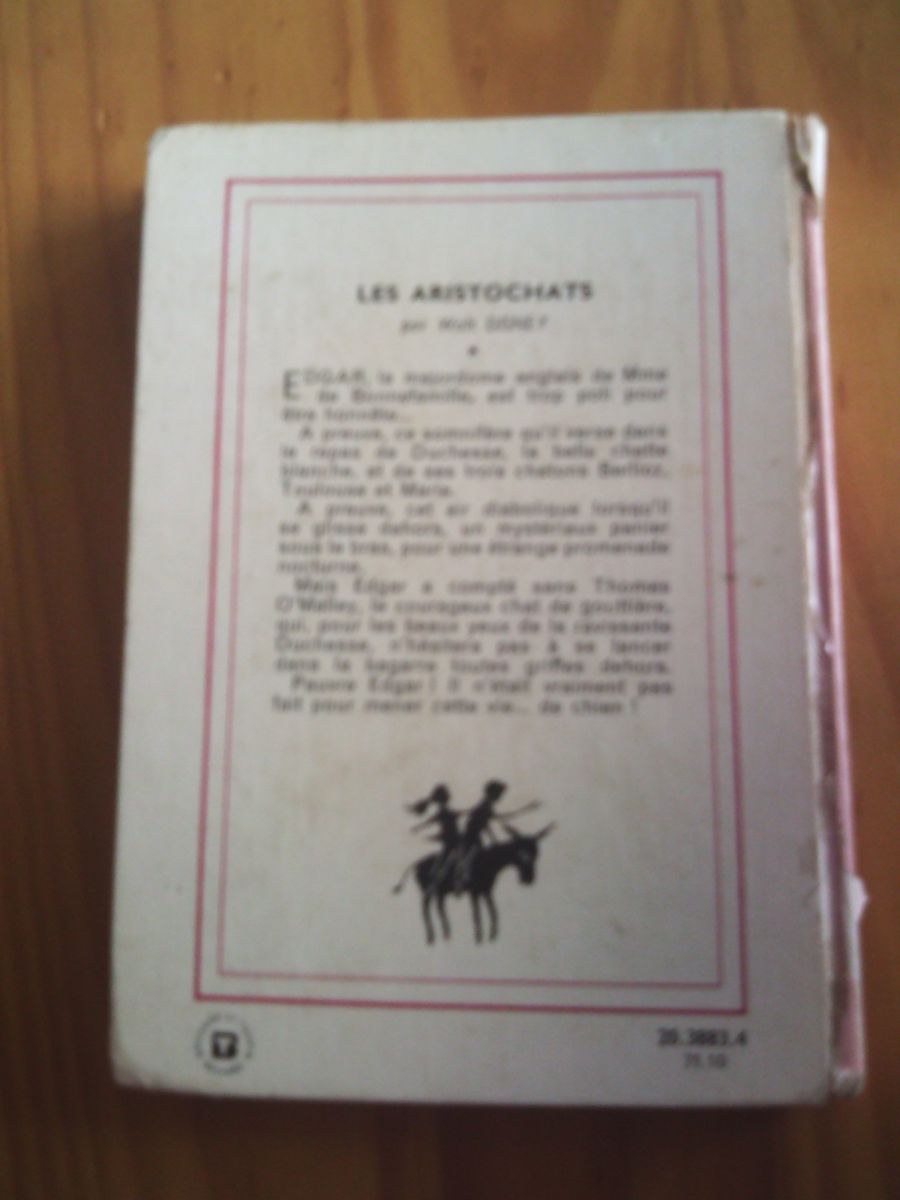 LES ARISTOCHATS
par Walt DISNEY
EDGAR, le majordome anglais de Mme
de Bonnefamille, est trop poli pour
être honnête...
A preuve, ce somnifère qu'il verse dans
le repas de Duchesse, la belle chatte
blanche, et de ses trois chatons Berlioz,
Toulouse et Marie.
A preuve, cet air diabolique lorsqu'il
se glisse dehors, un mystérieux panier
sous le bras, pour une étrange promenade
nocturne.
Mais Edgar a compté sans Thomas
O'Malley, le courageux chat de gouttière,
qui, pour les beaux yeux de la ravissante
Duchesse, n'hésitera pas à se lancer
dans la bagarre toutes griffes dehors.
Pauvre Edgar ! Il n'était vraiment pas
fait pour mener cette vie... de chien !
20.3883.4
71.10